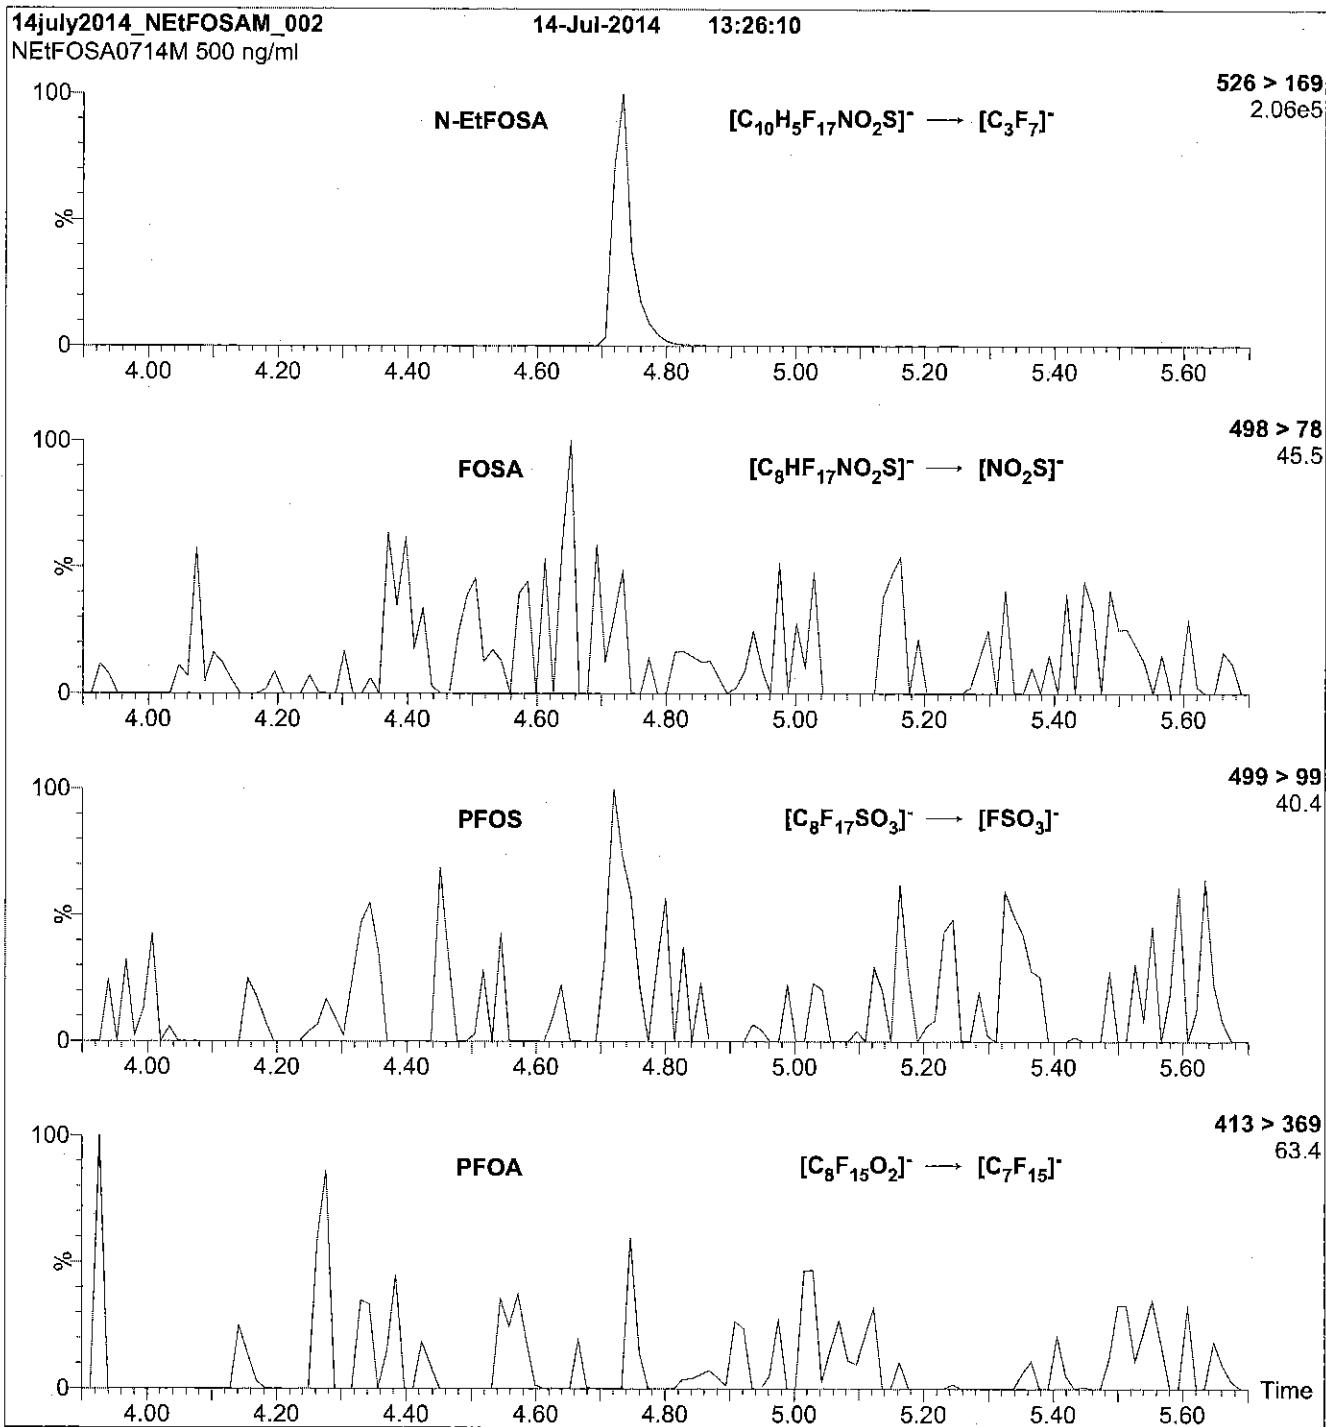 14july2014_NEtFOSAM_002 14-Jul-2014 13:26:10
NEtFOSA0714M 500 ng/ml
526 > 169
2.06e5
100
N-EtFOSA [C₁₀H₅F₁₇NO₂S]⁻ → [C₃F₇]⁻
%
0
4.00 4.20 4.40 4.60 4.80 5.00 5.20 5.40 5.60
498 > 78
45.5
100
FOSA [C₈HF₁₇NO₂S]⁻ → [NO₂S]⁻
%
0
4.00 4.20 4.40 4.60 4.80 5.00 5.20 5.40 5.60
499 > 99
40.4
100
PFOS [C₈F₁₇SO₃]⁻ → [FSO₃]⁻
%
0
4.00 4.20 4.40 4.60 4.80 5.00 5.20 5.40 5.60
413 > 369
63.4
100
PFOA [C₈F₁₅O₂]⁻ → [C₇F₁₅]⁻
%
0 Time
4.00 4.20 4.40 4.60 4.80 5.00 5.20 5.40 5.60